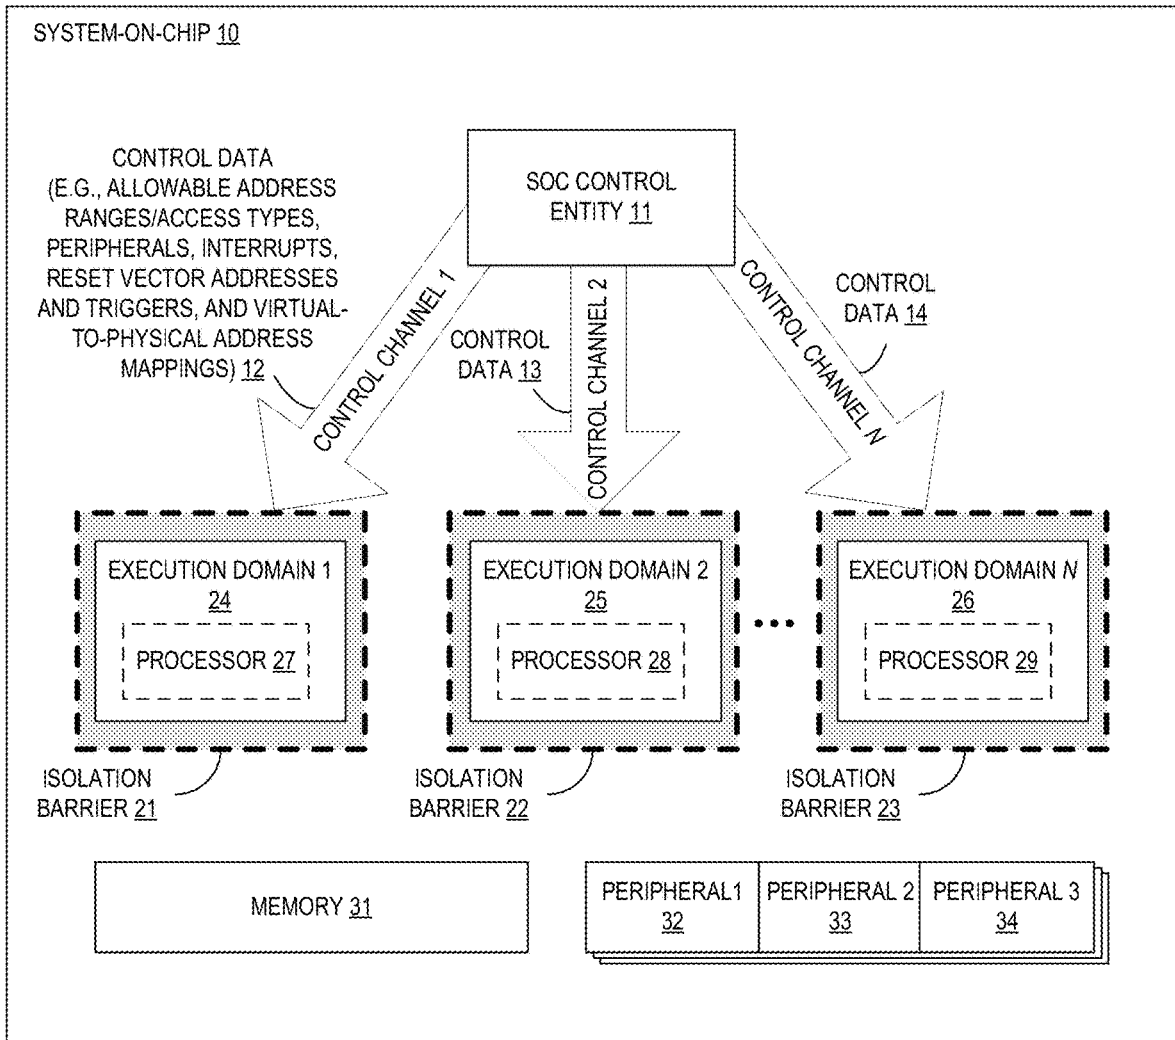 SYSTEM-ON-CHIP 10
CONTROL DATA
(E.G., ALLOWABLE ADDRESS
RANGES/ACCESS TYPES,
PERIPHERALS, INTERRUPTS,
RESET VECTOR ADDRESSES
AND TRIGGERS, AND VIRTUAL-
TO-PHYSICAL ADDRESS
MAPPINGS) 12
SOC CONTROL
ENTITY 11
CONTROL CHANNEL 1
CONTROL
DATA 13
CONTROL CHANNEL 2
CONTROL CHANNEL N
CONTROL
DATA 14
EXECUTION DOMAIN 1
24
PROCESSOR 27
EXECUTION DOMAIN 2
25
PROCESSOR 28
EXECUTION DOMAIN N
26
PROCESSOR 29
ISOLATION
BARRIER 21
ISOLATION
BARRIER 22
ISOLATION
BARRIER 23
MEMORY 31
PERIPHERAL1
32
PERIPHERAL 2
33
PERIPHERAL 3
34